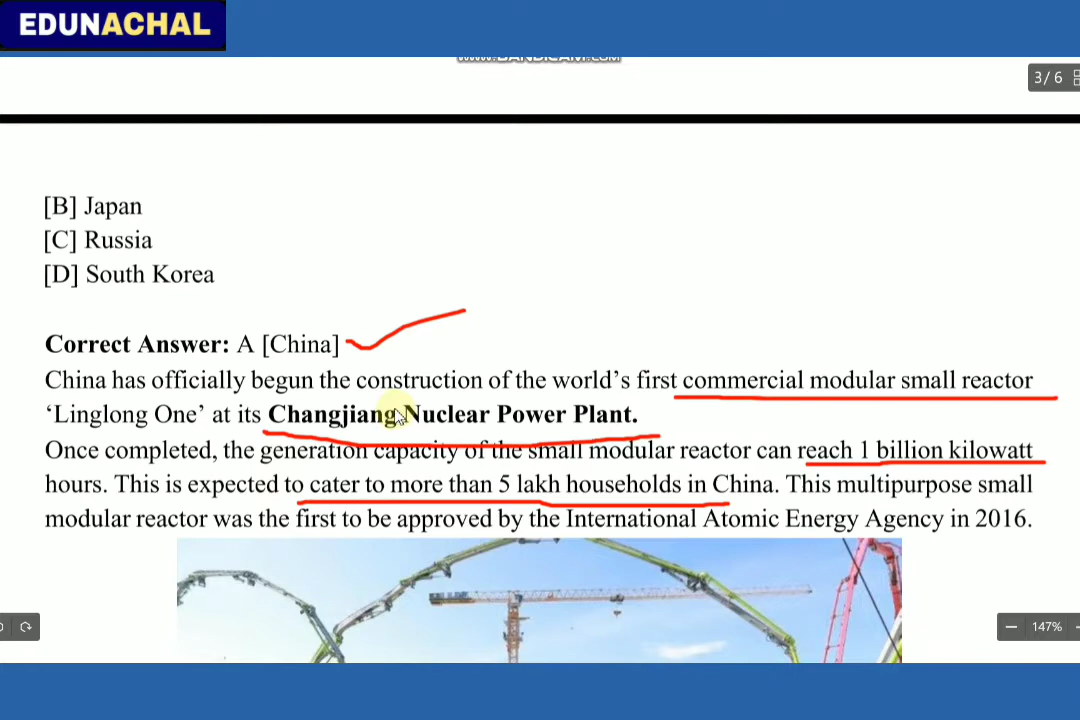 EDUNACHAL
www.BANDICAM.COM
3 / 6
[B] Japan
[C] Russia
[D] South Korea
Correct Answer: A [China]
China has officially begun the construction of the world’s first commercial modular small reactor
‘Linglong One’ at its Changjiang Nuclear Power Plant.
Once completed, the generation capacity of the small modular reactor can reach 1 billion kilowatt
hours. This is expected to cater to more than 5 lakh households in China. This multipurpose small
modular reactor was the first to be approved by the International Atomic Energy Agency in 2016.
147%